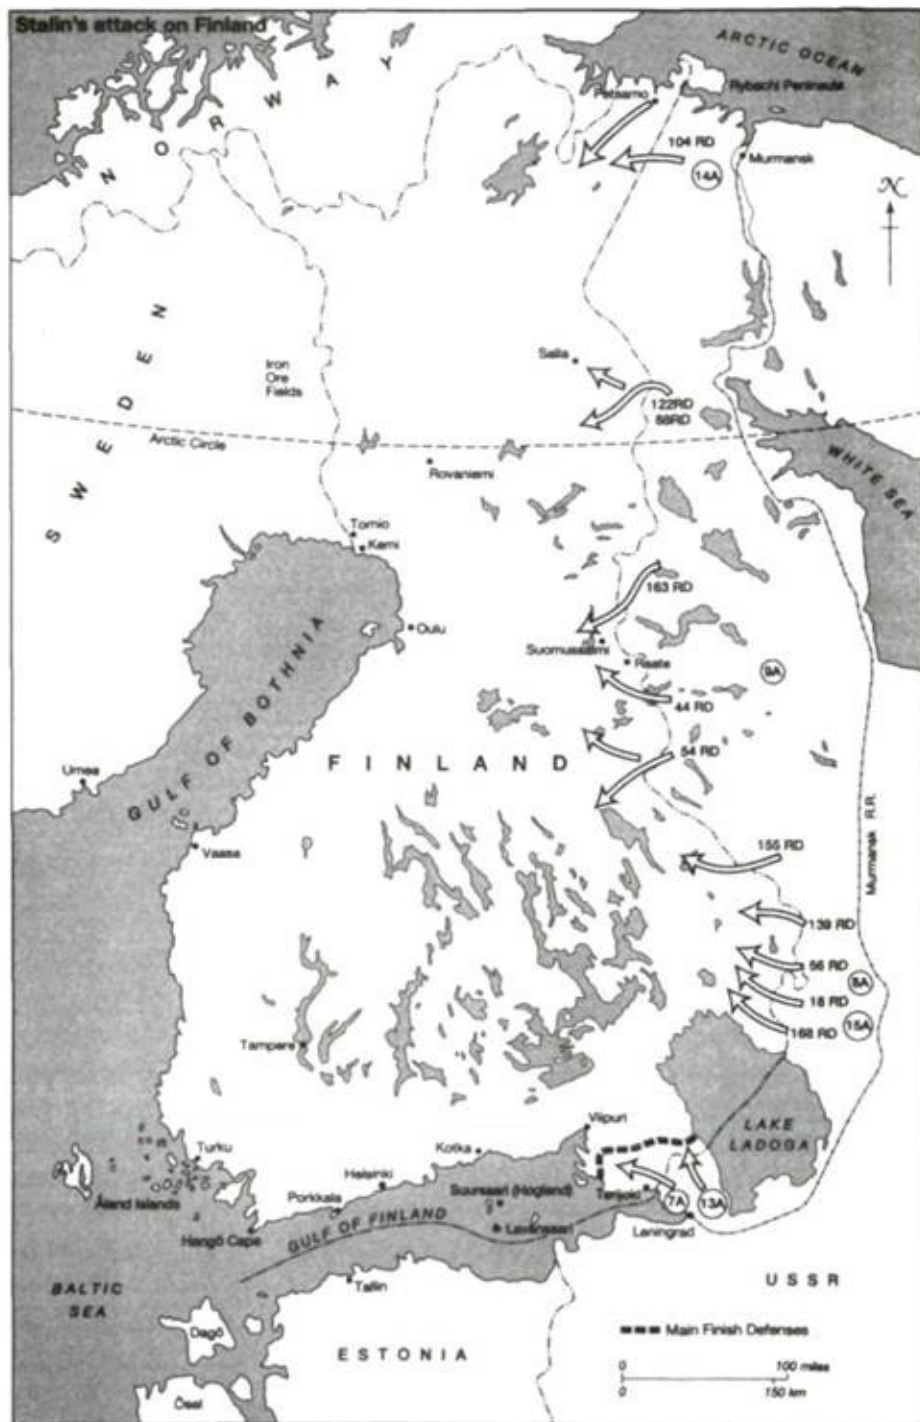 Stalin's attack on Finland
ARCTIC OCEAN
NORWAY
Petsamo
Rybachi Peninsula
104 RD
Murmansk
14A
N
SWEDEN
Salla
Iron
Ore
Fields
122RD
88RD
Arctic Circle
Rovaniemi
WHITE SEA
Tornio
Kemi
163 RD
Oulu
Suomussalmi
Raate
9A
GULF OF BOTHNIA
44 RD
54 RD
FINLAND
Umea
Murmansk R.R.
Vaasa
155 RD
139 RD
56 RD
8A
18 RD
15A
168 RD
Tampere
Viipuri
LAKE
LADOGA
Turku
Kotka
Helsinki
Åland Islands
Porkkala
Suursaari (Hogland)
Terijoki
7A
13A
Hangö Cape
GULF OF FINLAND
Lavansaari
Leningrad
BALTIC
SEA
Tallin
USSR
Dagö
ESTONIA
Main Finish Defenses
0 100 miles
0 150 km
Ösel